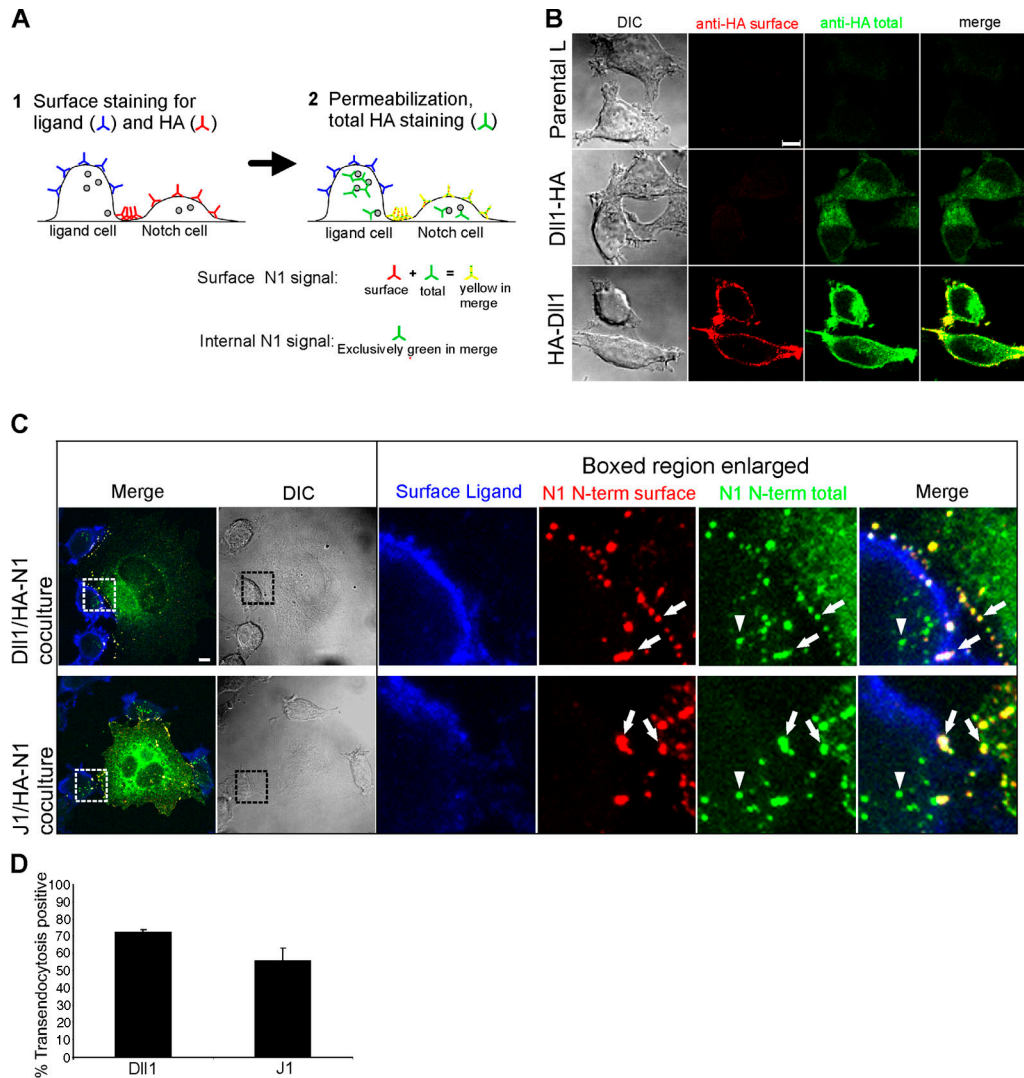 A
1 Surface staining for
ligand ( ) and HA ( )
2 Permeabilization,
total HA staining ( )
ligand cell
Notch cell
ligand cell
Notch cell
Surface N1 signal:
+
=
surface
total
yellow in
merge
Internal N1 signal:
Exclusively green in merge
B
DIC
anti-HA surface
anti-HA total
merge
Parental L
Dll1-HA
HA-Dll1
C
Boxed region enlarged
Merge
DIC
Surface Ligand
N1 N-term surface
N1 N-term total
Merge
Dll1/HA-N1
coculture
J1/HA-N1
coculture
D
% Transendocytosis positive
100
90
80
70
60
50
40
30
20
10
0
Dll1
J1